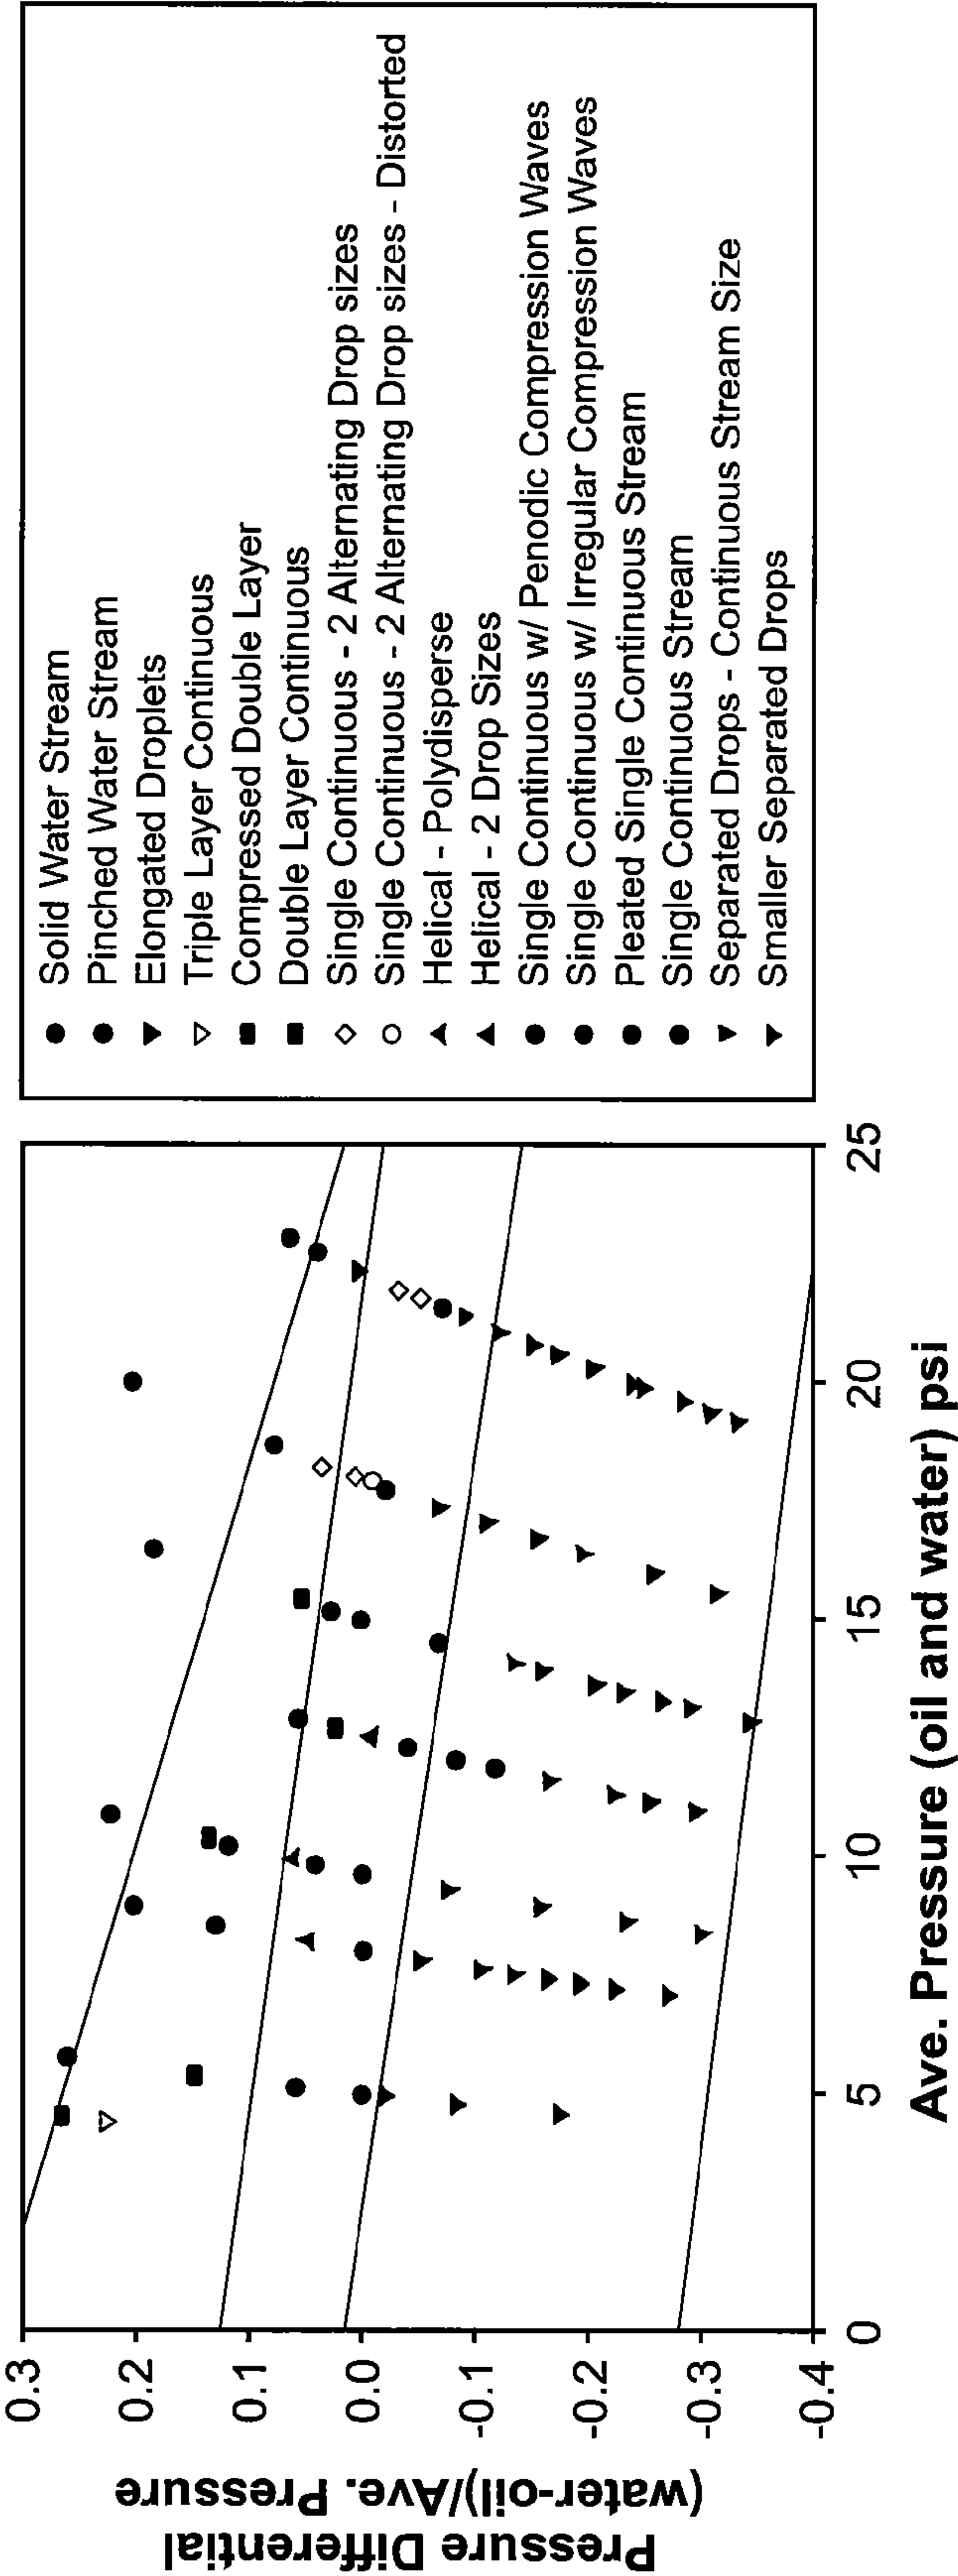 Pressure Differential
(water-oil)/Ave. Pressure
0.3
0.2
0.1
0.0
-0.1
-0.2
-0.3
-0.4
0
5
10
15
20
25
Ave. Pressure (oil and water) psi
Solid Water Stream
Pinched Water Stream
Elongated Droplets
Triple Layer Continuous
Compressed Double Layer
Double Layer Continuous
Single Continuous - 2 Alternating Drop sizes
Single Continuous - 2 Alternating Drop sizes - Distorted
Helical - Polydisperse
Helical - 2 Drop Sizes
Single Continuous w/ Penodic Compression Waves
Single Continuous w/ Irregular Compression Waves
Pleated Single Continuous Stream
Single Continuous Stream
Separated Drops - Continuous Stream Size
Smaller Separated Drops